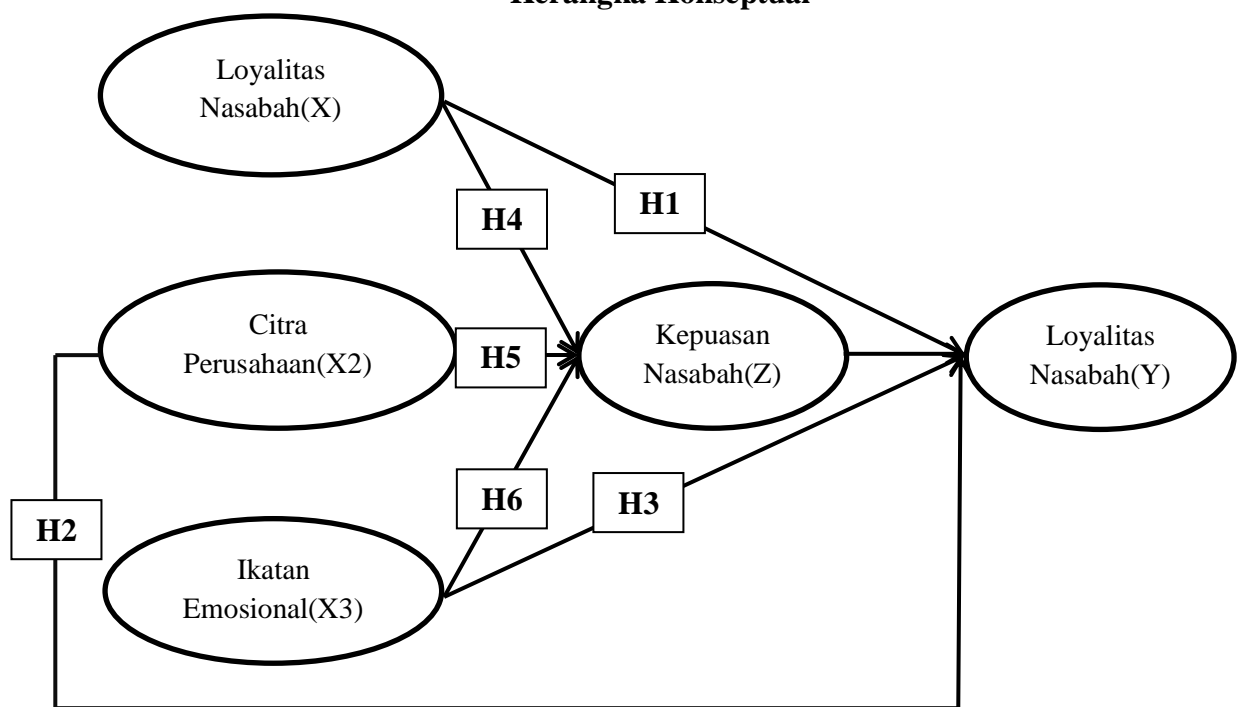 Kerangka Konseptual
Loyalitas
Nasabah(X)
H1
H4
Citra
Perusahaan(X2)
H5
Kepuasan
Nasabah(Z)
Loyalitas
Nasabah(Y)
H6
H3
H2
Ikatan
Emosional(X3)